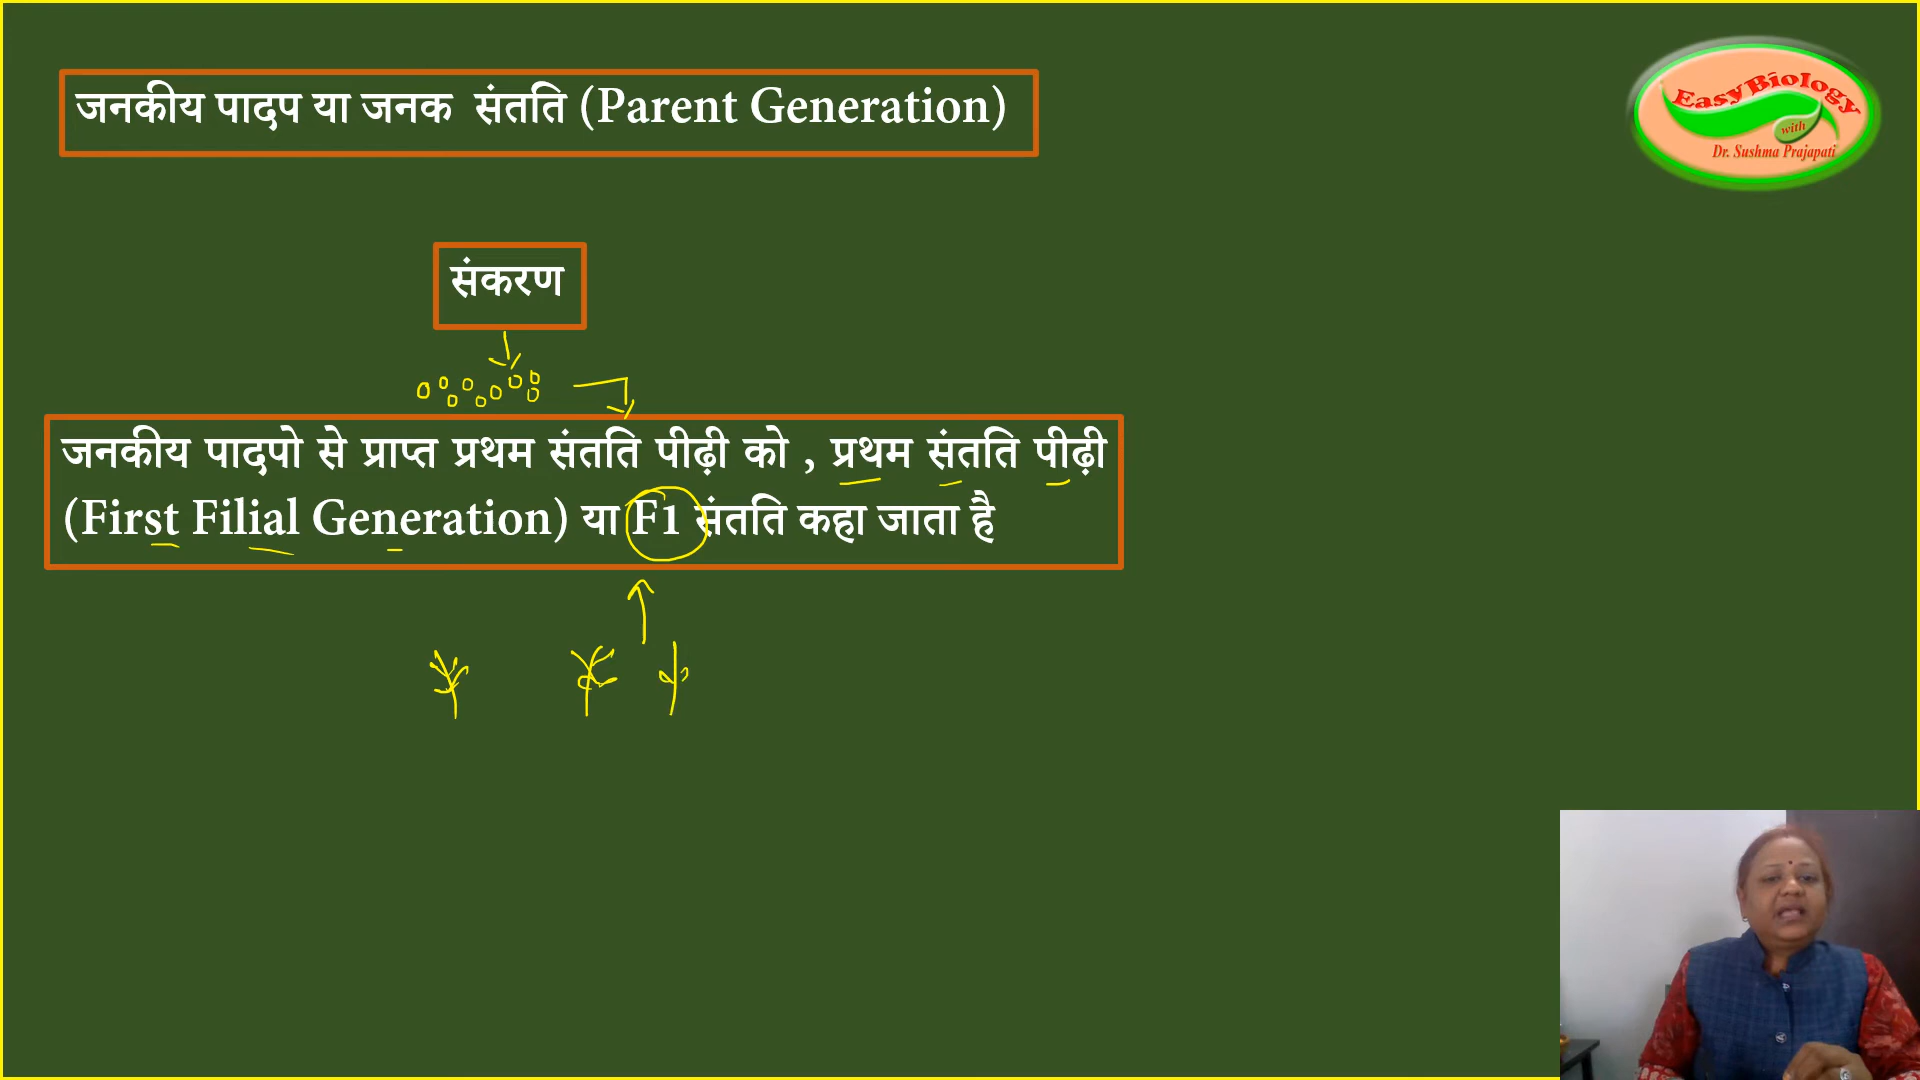 जनकीय पादप या जनक संतति (Parent Generation)
EasyBiology
with
Dr. Sushma Prajapati
संकरण
जनकीय पादपो से प्राप्त प्रथम संतति पीढ़ी को , प्रथम संतति पीढ़ी
(First Filial Generation) या F1 संतति कहा जाता है